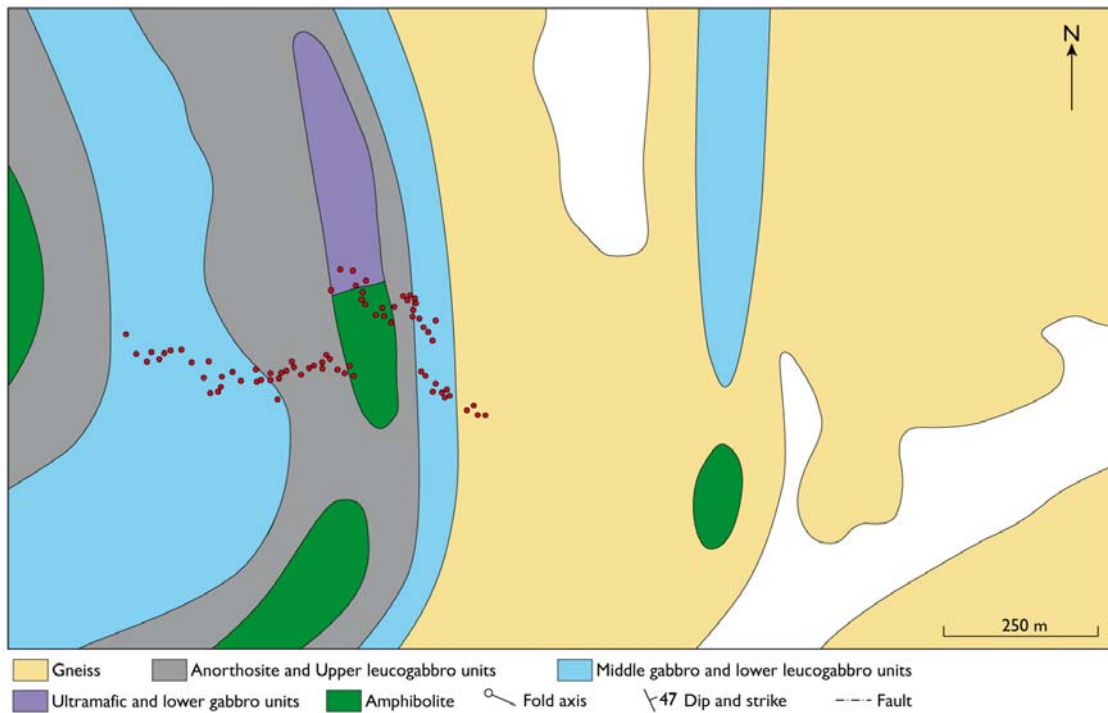 N
250 m
Gneiss Anorthosite and Upper leucogabbro units Middle gabbro and lower leucogabbro units
Ultramafic and lower gabbro units Amphibolite Fold axis 47 Dip and strike Fault